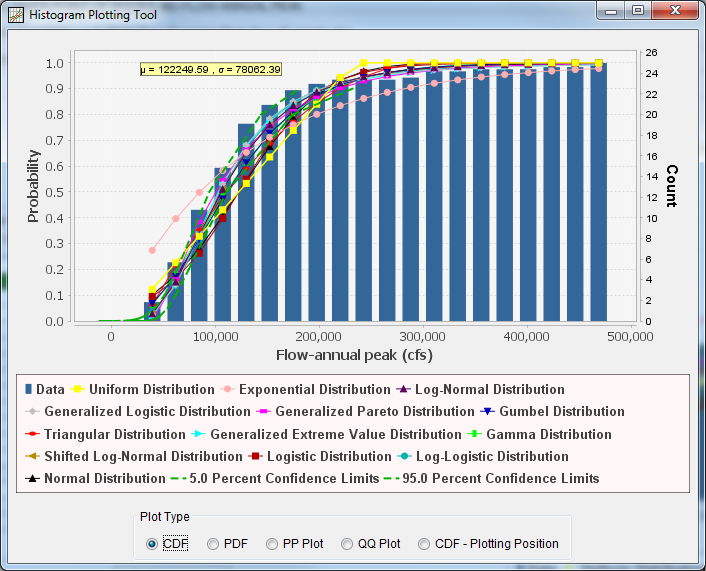 Histogram Plotting Tool
μ = 122249.59 , σ = 78062.39
1.0
0.9
0.8
0.7
0.6
0.5
0.4
0.3
0.2
0.1
0.0
Probability
26
24
22
20
18
16
14
12
10
8
6
4
2
0
Count
0 100,000 200,000 300,000 400,000 500,000
Flow-annual peak (cfs)
Data Uniform Distribution Exponential Distribution Log-Normal Distribution
Generalized Logistic Distribution Generalized Pareto Distribution Gumbel Distribution
Triangular Distribution Generalized Extreme Value Distribution Gamma Distribution
Shifted Log-Normal Distribution Logistic Distribution Log-Logistic Distribution
Normal Distribution 5.0 Percent Confidence Limits 95.0 Percent Confidence Limits
Plot Type
CDF PDF PP Plot QQ Plot CDF - Plotting Position